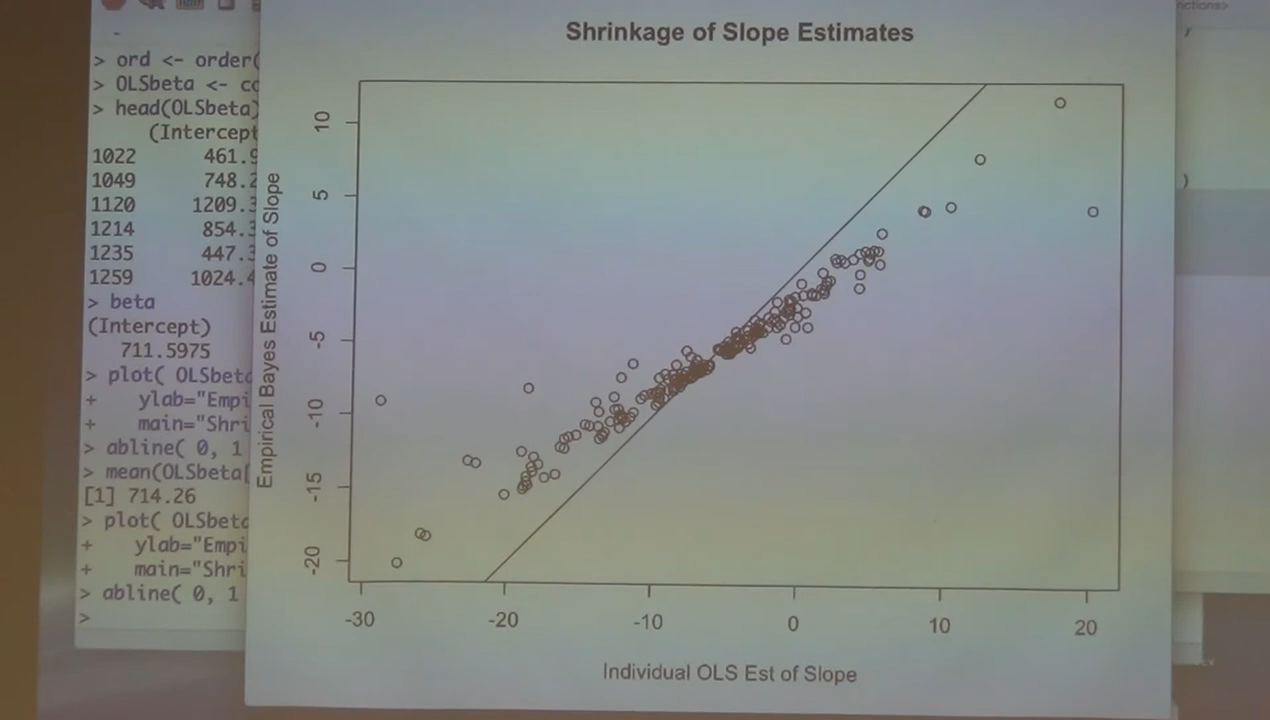 Shrinkage of Slope Estimates
> ord <- order(
> OLSbeta <- co
> head(OLSbeta)
(Intercept
1022 461.9
1049 748.2
1120 1209.3
1214 854.3
1235 447.3
1259 1024.4
> beta
(Intercept)
711.5975
> plot( OLSbeta
+ ylab="Empi
+ main="Shri
> abline( 0, 1
> mean(OLSbeta[
[1] 714.26
> plot( OLSbeta
+ ylab="Empi
+ main="Shri
> abline( 0, 1
>
Empirical Bayes Estimate of Slope
10
5
0
-5
-10
-15
-20
-30 -20 -10 0 10 20
Individual OLS Est of Slope
nctions>
)